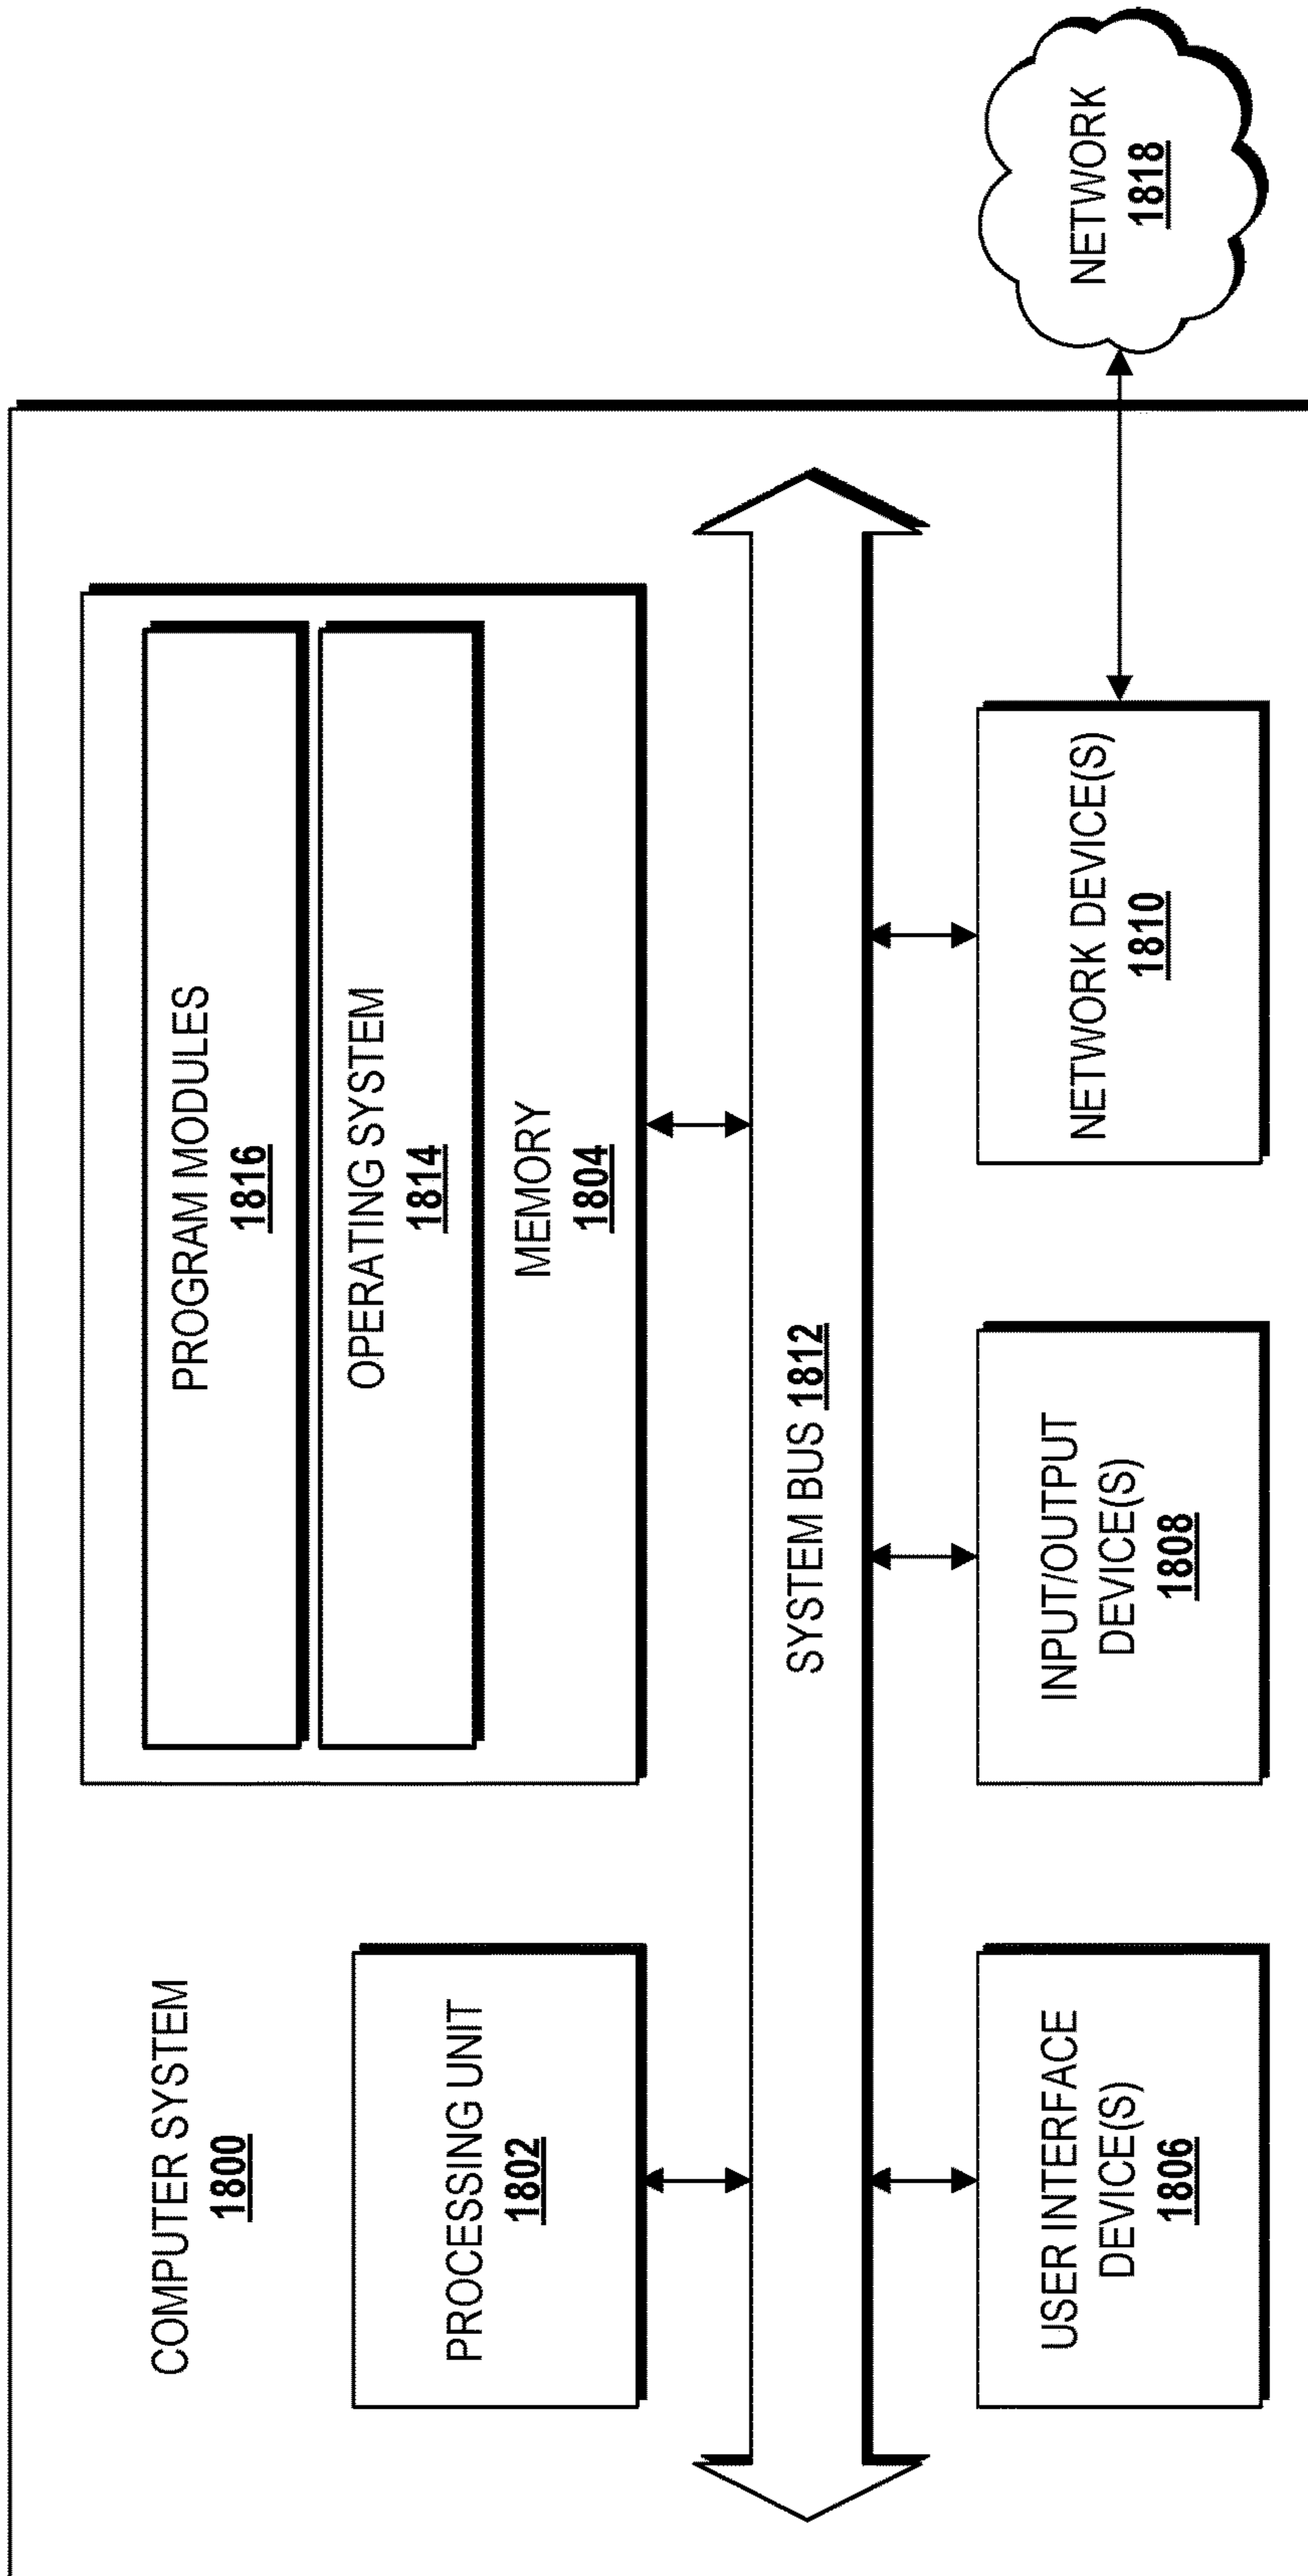 COMPUTER SYSTEM
1800
PROCESSING UNIT
1802
PROGRAM MODULES
1816
OPERATING SYSTEM
1814
MEMORY
1804
SYSTEM BUS 1812
USER INTERFACE
DEVICE(S)
1806
INPUT/OUTPUT
DEVICE(S)
1808
NETWORK DEVICE(S)
1810
NETWORK
1818